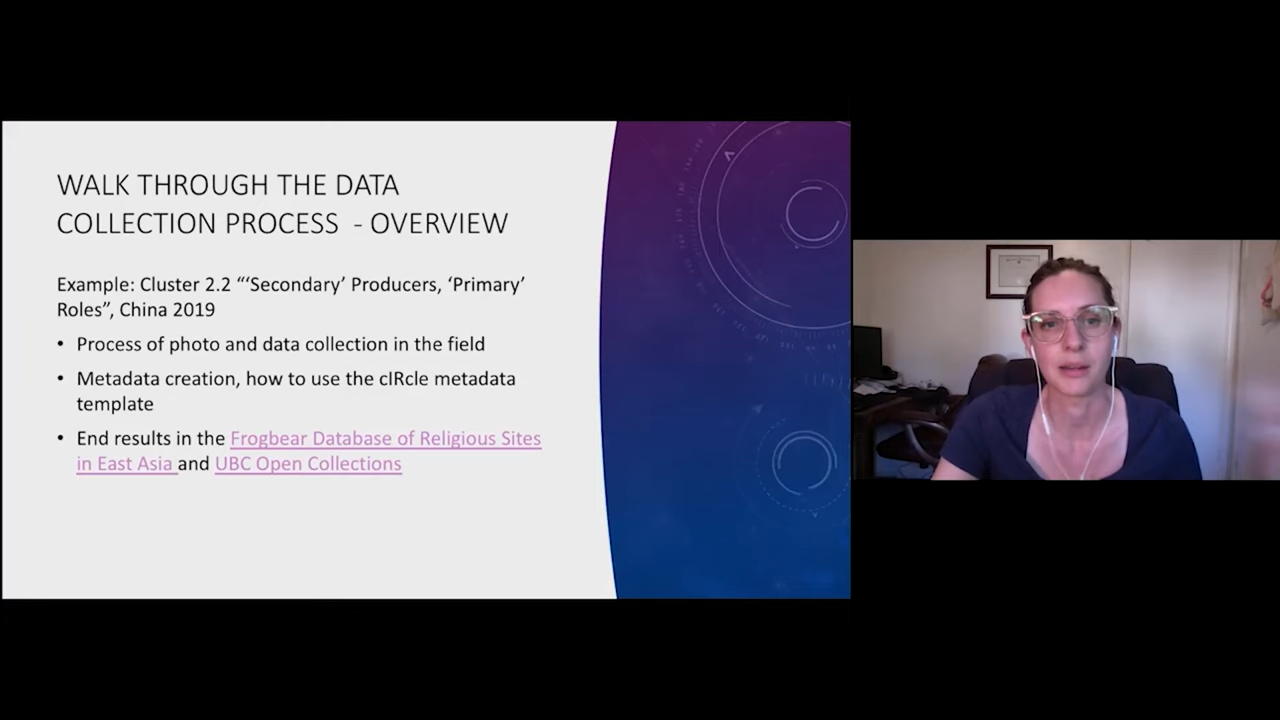 WALK THROUGH THE DATA
COLLECTION PROCESS - OVERVIEW
Example: Cluster 2.2 “‘Secondary’ Producers, ‘Primary’
Roles”, China 2019
• Process of photo and data collection in the field
• Metadata creation, how to use the cIRcle metadata
template
• End results in the Frogbear Database of Religious Sites
in East Asia and UBC Open Collections